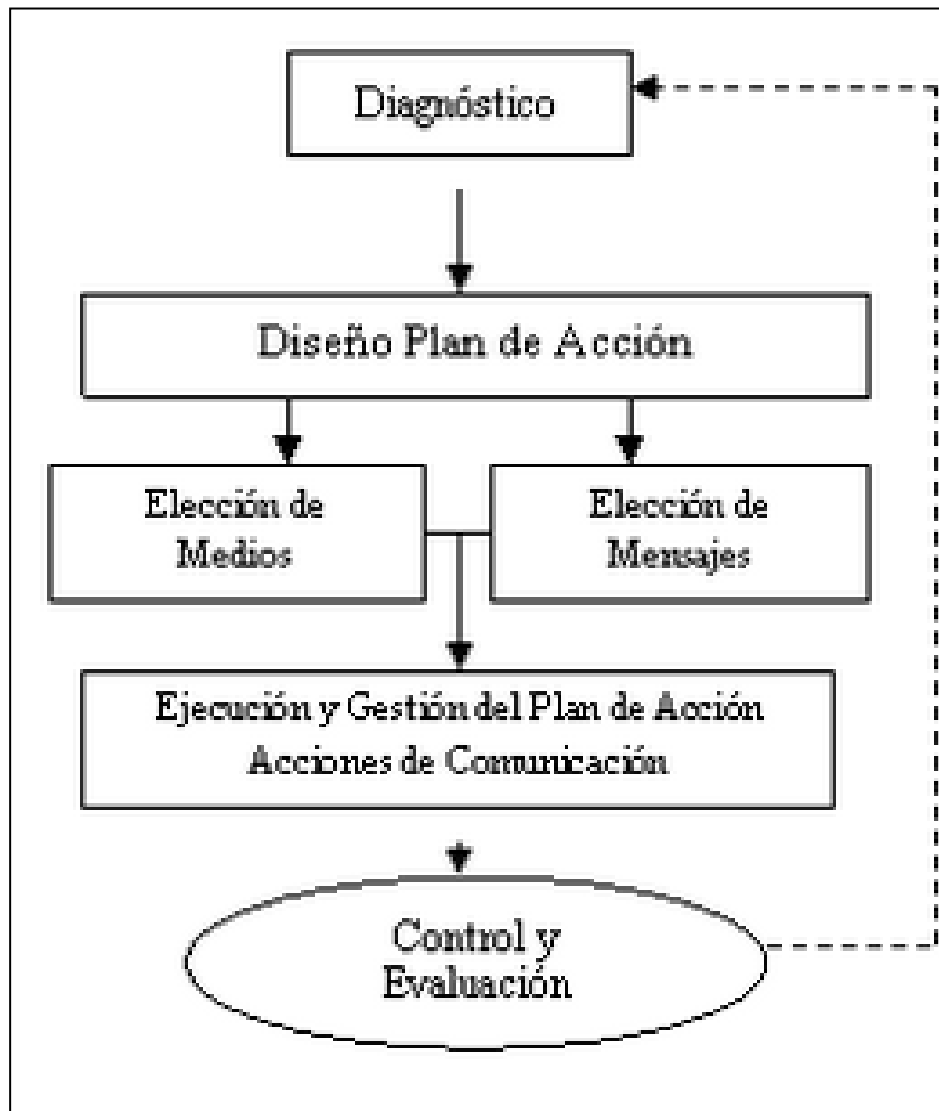 Diagnóstico
Diseño Plan de Acción
Elección de
Medios
Elección de
Mensajes
Ejecución y Gestión del Plan de Acción
Acciones de Comunicación
Control y
Evaluación